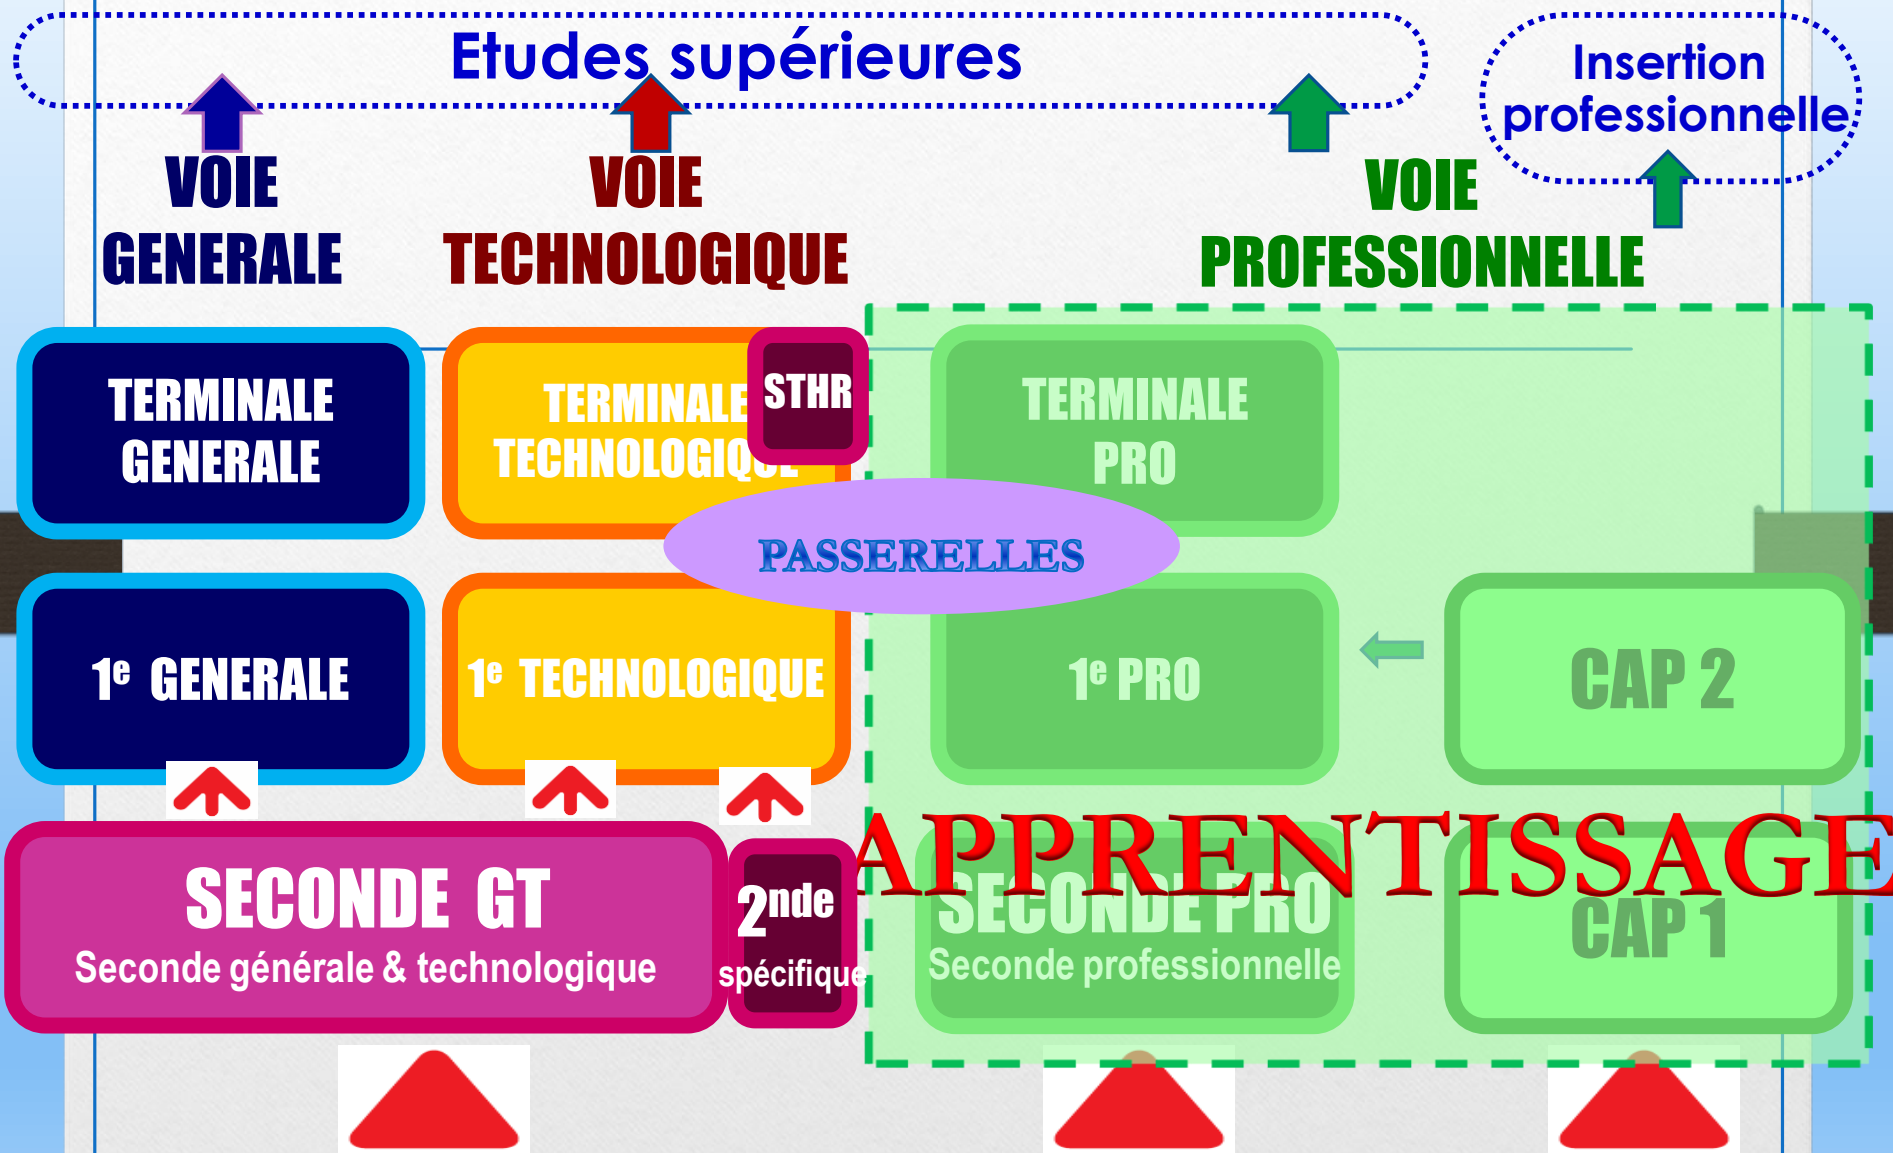 Etudes supérieures
Insertion
professionnelle
VOIE
GENERALE
VOIE
TECHNOLOGIQUE
VOIE
PROFESSIONNELLE
TERMINALE
GENERALE
TERMINALE
TECHNOLOGIQUE
STHR
TERMINALE
PRO
PASSERELLES
1e GENERALE
1e TECHNOLOGIQUE
1e PRO
CAP 2
APPRENTISSAGE
SECONDE GT
Seconde générale & technologique
2nde
spécifique
SECONDE PRO
Seconde professionnelle
CAP 1